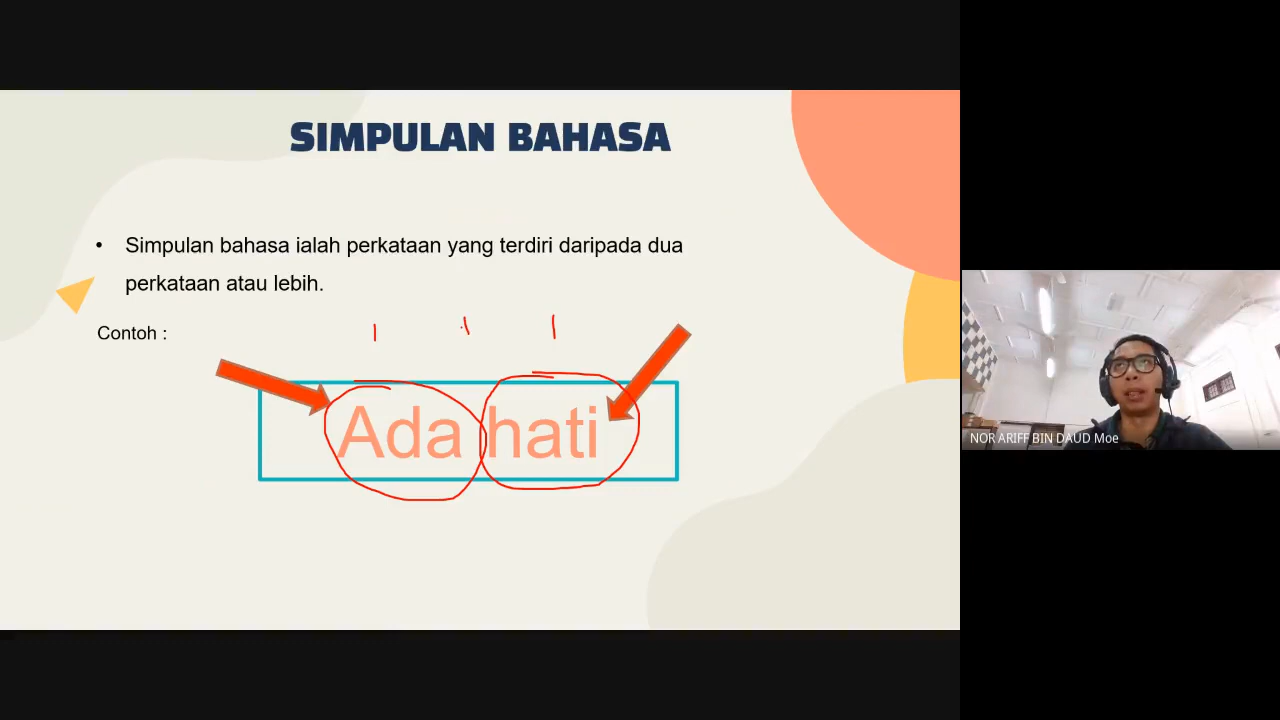 SIMPULAN BAHASA
• Simpulan bahasa ialah perkataan yang terdiri daripada dua
perkataan atau lebih.
Contoh :
Ada hati
NOR ARIFF BIN DAUD Moe